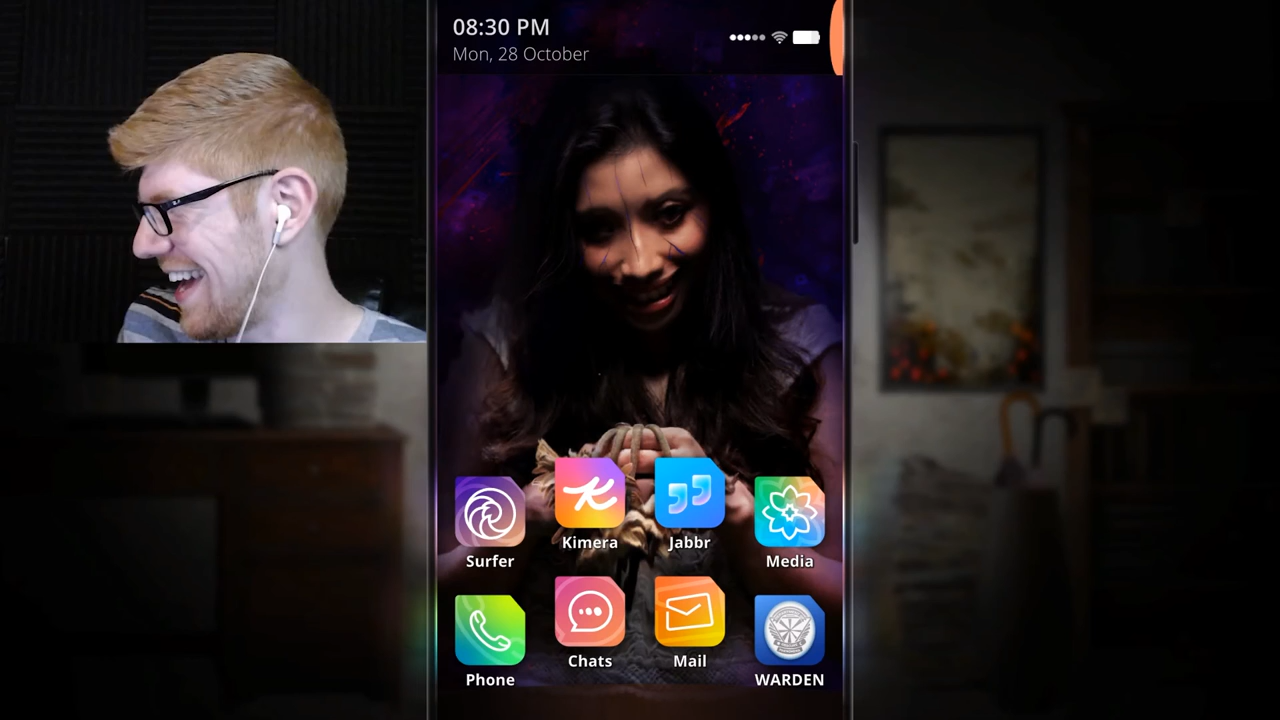 08:30 PM
Mon, 28 October
Surfer
Kimera
Jabbr
Media
Phone
Chats
Mail
WARDEN